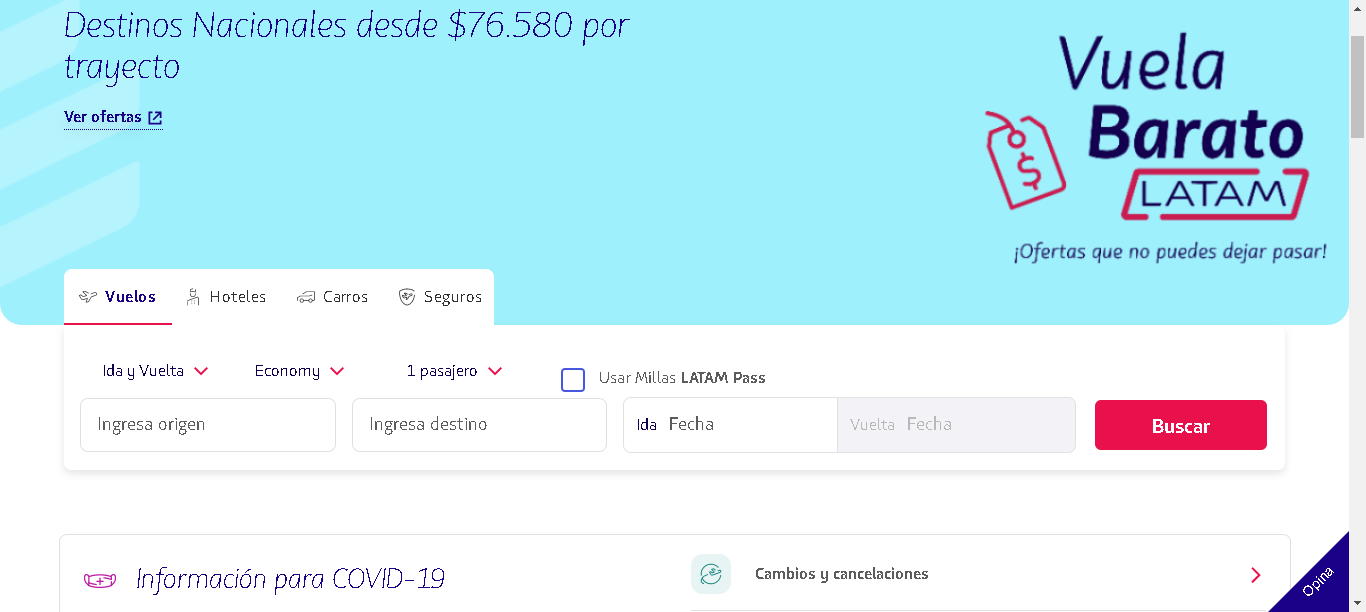 Destinos Nacionales desde $76.580 por
trayecto
Ver ofertas
Vuela
Barato
LATAM
¡Ofertas que no puedes dejar pasar!
Vuelos Hoteles Carros Seguros
Ida y Vuelta Economy 1 pasajero Usar Millas LATAM Pass
Ingresa origen Ingresa destino Ida Fecha Vuelta Fecha Buscar
Información para COVID-19 Cambios y cancelaciones
Opina